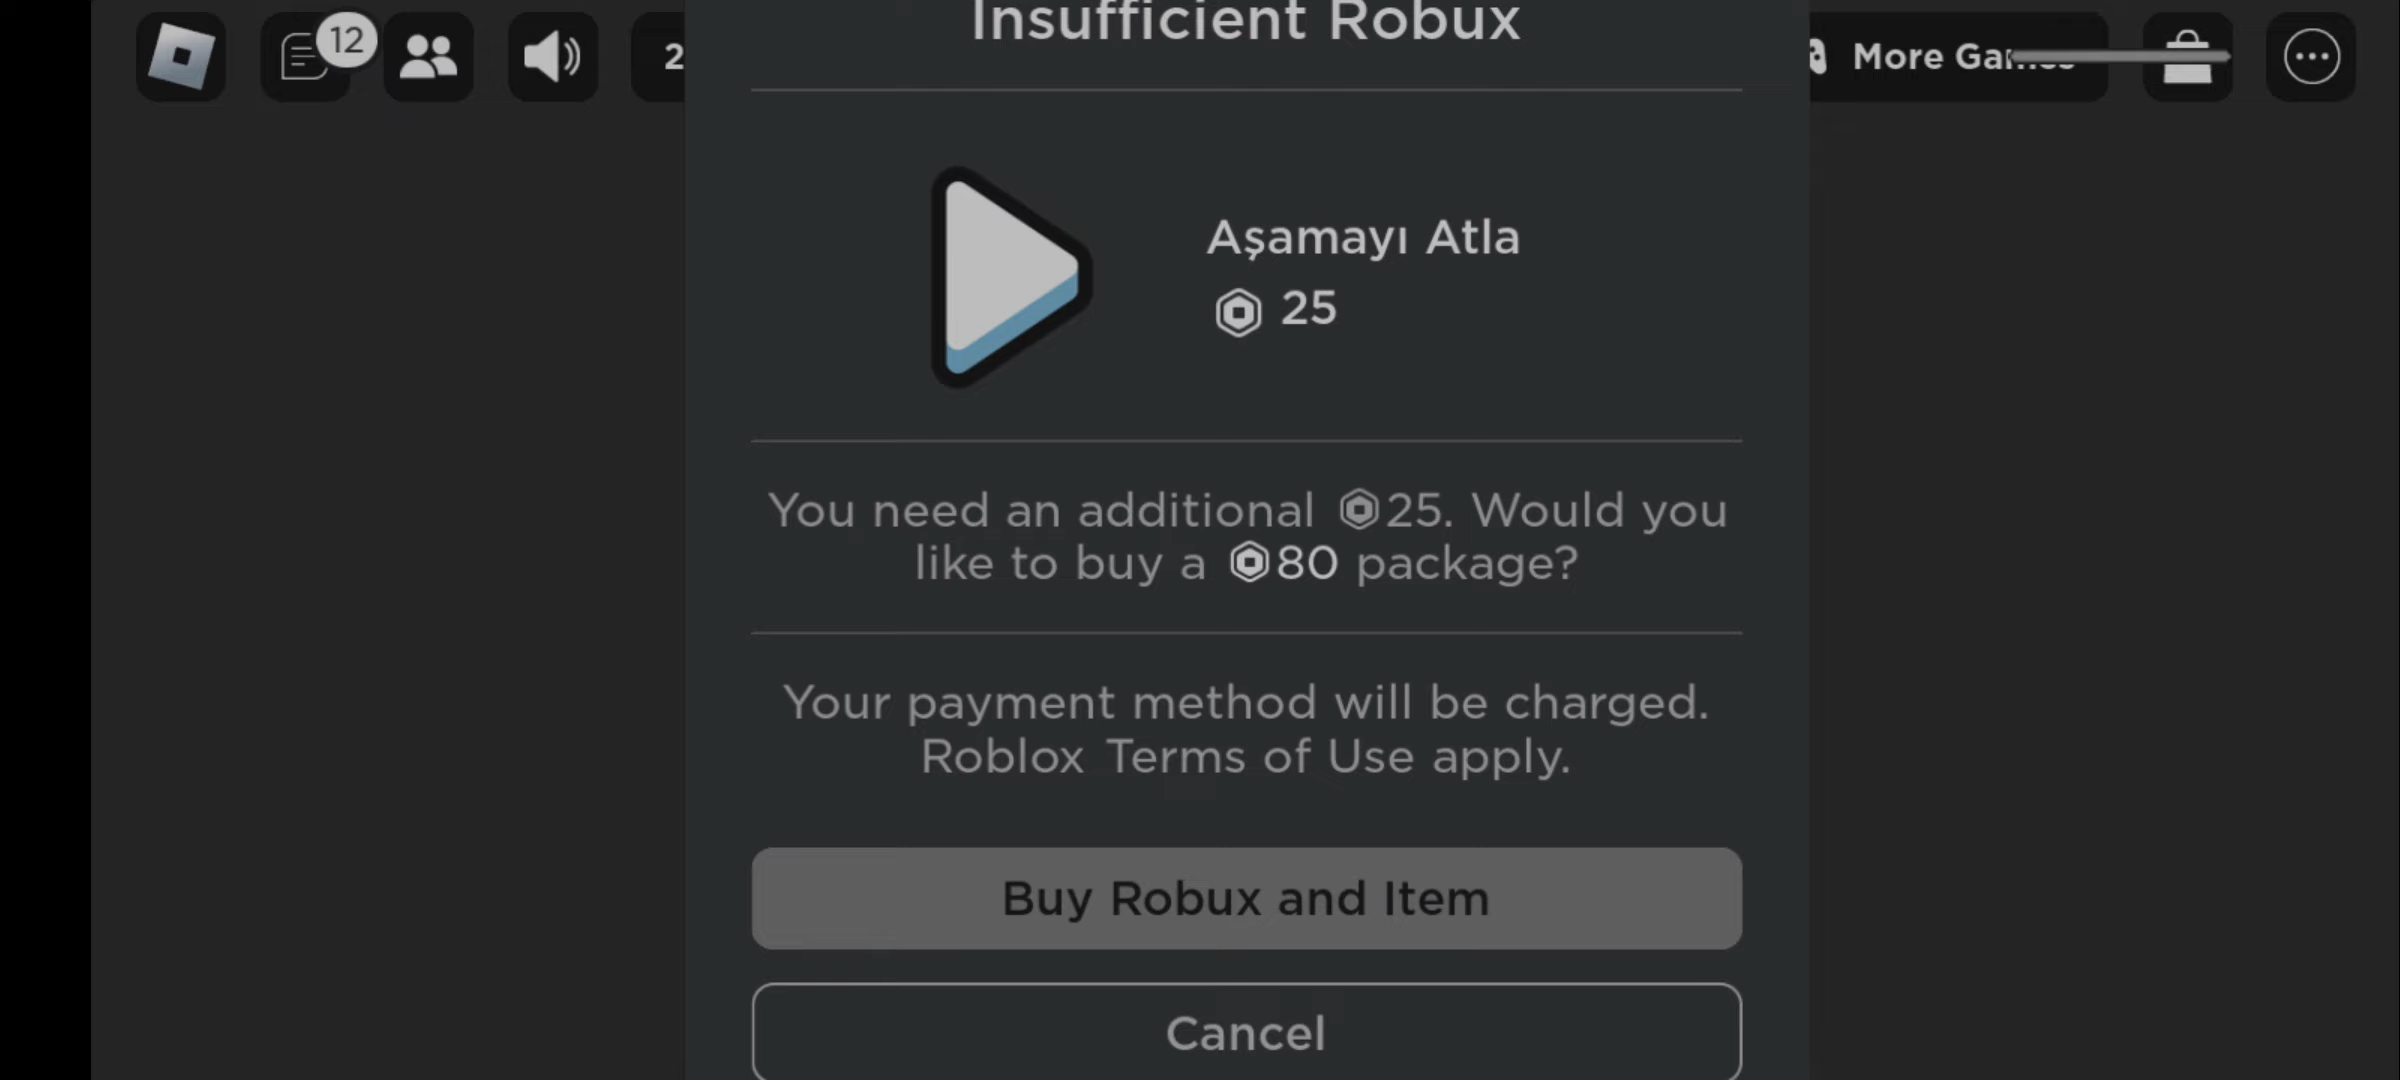 Insufficient Robux
12
2
More Games
Aşamayı Atla
25
You need an additional 25. Would you
like to buy a 80 package?
Your payment method will be charged.
Roblox Terms of Use apply.
Buy Robux and Item
Cancel